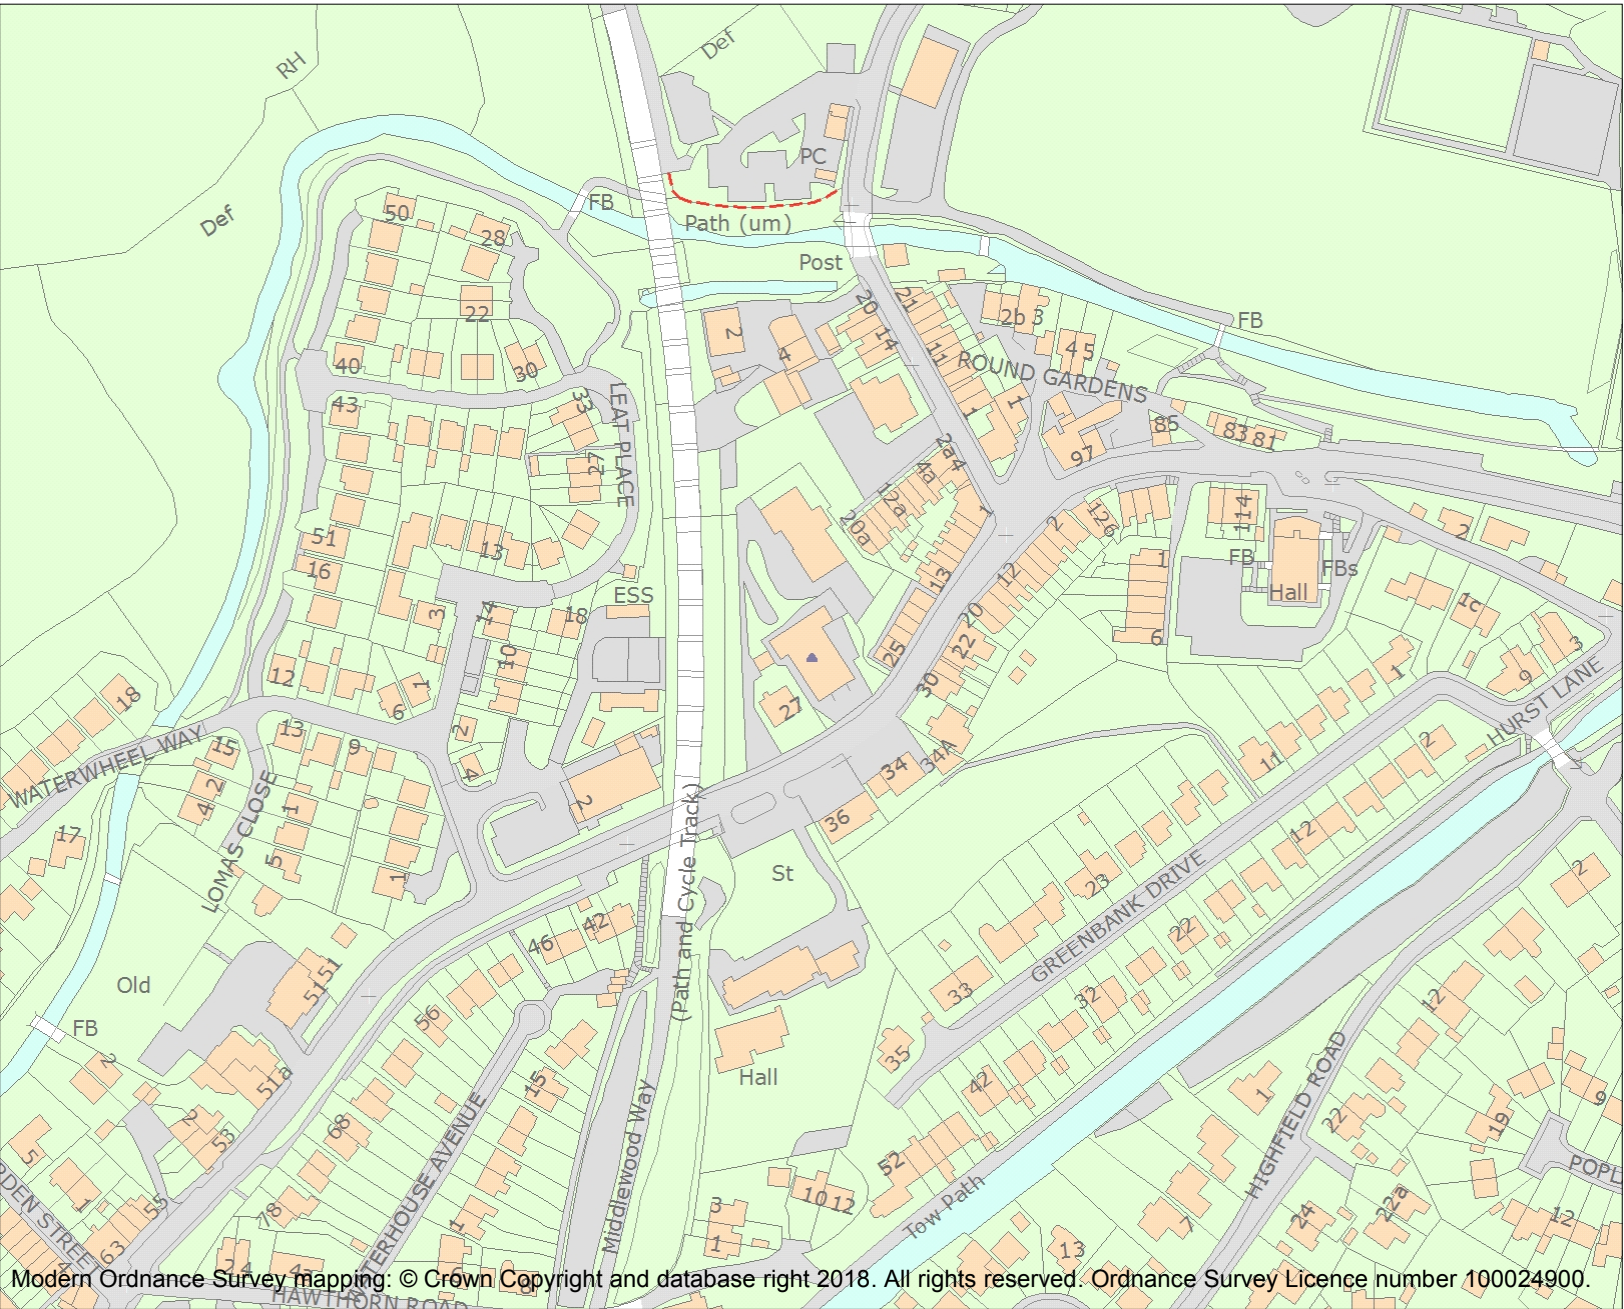 Def
RH
Def
PC
FB
Path (um)
50
28
Post
22
20
21
14
2
4
11
2b 3
4 5
FB
ROUND GARDENS
40
30
43
33
LEAT PLACE
27
1
1
97
85
83 81
2a
4
4a
12a
20a
1
2
126
114
2
51
16
13
13
12
1
FB
FBs
Hall
1c
ESS
3
14
18
20
22
6
3
25
10
30
27
12
1
6
18
2
13
15
9
34
34A
36
1
9
HURST LANE
2
11
WATERWHEEL WAY
4
2
2
4
1
5
1
17
LOMAS CLOSE
(Path and Cycle Track)
St
12
23
2
GREENBANK DRIVE
22
46
42
5151
Old
FB
33
32
12
56
35
2
51a
15
Hall
42
1
HIGHFIELD ROAD
22
19
9
68
2
53
5
1
55
63
52
10 12
3
1
Tow Path
POPL
12
22a
24
7
13
78
1
WATERHOUSE AVENUE
Middlewood Way
RDEN STREET
Modern Ordnance Survey mapping: © Crown Copyright and database right 2018. All rights reserved. Ordnance Survey Licence number 100024900.
HAWTHORN ROAD